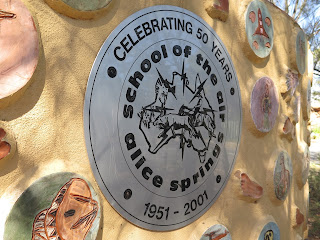 CELEBRATING 50 YEARS
school of the air
alice springs
1951 - 2001